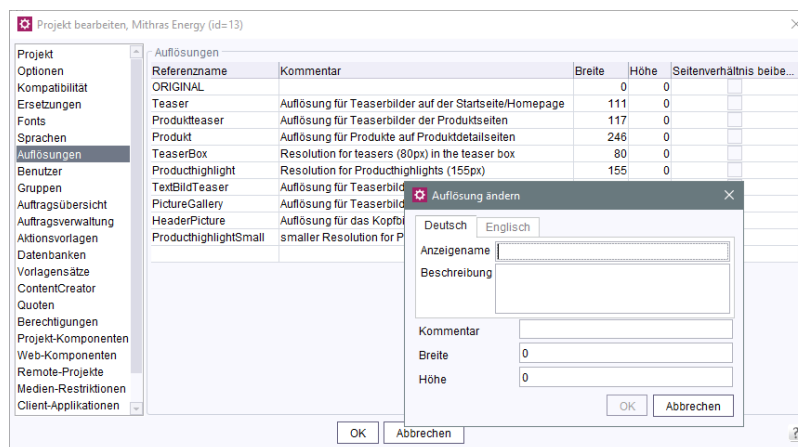 Projekt bearbeiten, Mithras Energy (id=13)
Projekt
Optionen
Kompatibilität
Ersetzungen
Fonts
Sprachen
Auflösungen
Benutzer
Gruppen
Auftragsübersicht
Auftragsverwaltung
Aktionsvorlagen
Datenbanken
Vorlagensätze
ContentCreator
Quoten
Berechtigungen
Projekt-Komponenten
Web-Komponenten
Remote-Projekte
Medien-Restriktionen
Client-Applikationen
Auflösungen
Referenzname Kommentar Breite Höhe Seitenverhältnis beibe...
ORIGINAL 0 0
Teaser Auflösung für Teaserbilder auf der Startseite/Homepage 111 0
Produktteaser Auflösung für Teaserbilder der Produktseiten 117 0
Produkt Auflösung für Produkte auf Produktdetailseiten 246 0
TeaserBox Resolution for teasers (80px) in the teaser box 80 0
Producthighlight Resolution for Producthighlights (155px) 155 0
TextBildTeaser Auflösung für Teaserbild
PictureGallery Auflösung für Teaserbild
HeaderPicture Auflösung für das Kopfbi
ProducthighlightSmall smaller Resolution for P
Auflösung ändern
Deutsch Englisch
Anzeigename
Beschreibung
Kommentar
Breite 0
Höhe 0
OK Abbrechen
OK Abbrechen
?